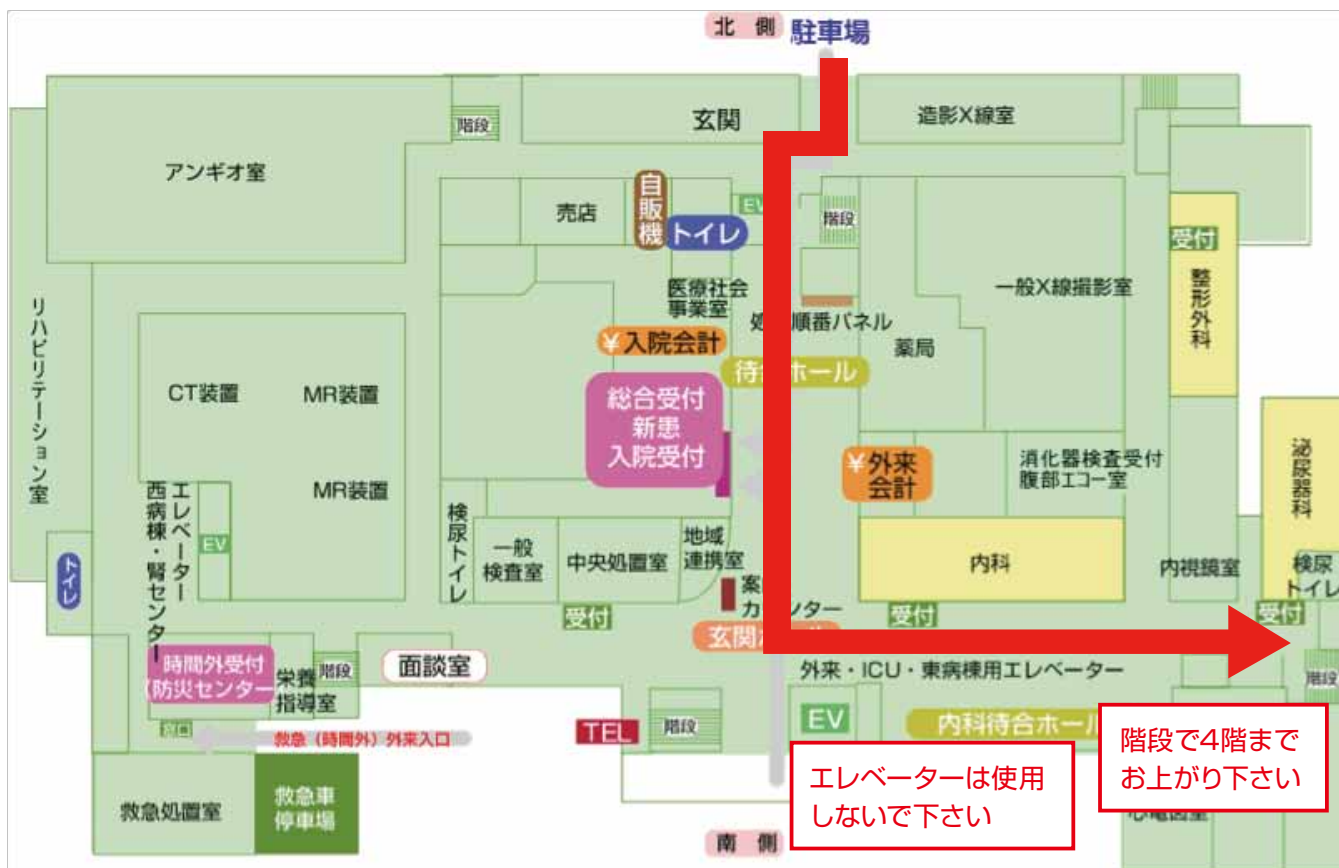 北 側
駐車場
階段
玄関
造影X線室
アンギオ室
売店
自販機
トイレ
EV
階段
受付
整形外科
リハビリテーション室
医療社会
事業室
一般X線撮影室
順番パネル
薬局
¥入院会計
待合ホール
CT装置
MR装置
総合受付
新患
入院受付
¥外来
会計
消化器検査受付
腹部エコー室
泌尿器科
MR装置
エレベーター
西病棟・腎センター
EV
検尿トイレ
一般
検査室
中央処置室
地域
連携室
内科
内視鏡室
検尿
トイレ
トイレ
受付
受付
受付
時間外受付
(防災センター
栄養
指導室
階段
面談室
外来・ICU・東病棟用エレベーター
階段
TEL
階段
EV
内科待合ホール
救急(時間外)外来入口
エレベーターは使用
しないで下さい
階段で4階まで
お上がり下さい
救急処置室
救急車
停車場
南 側